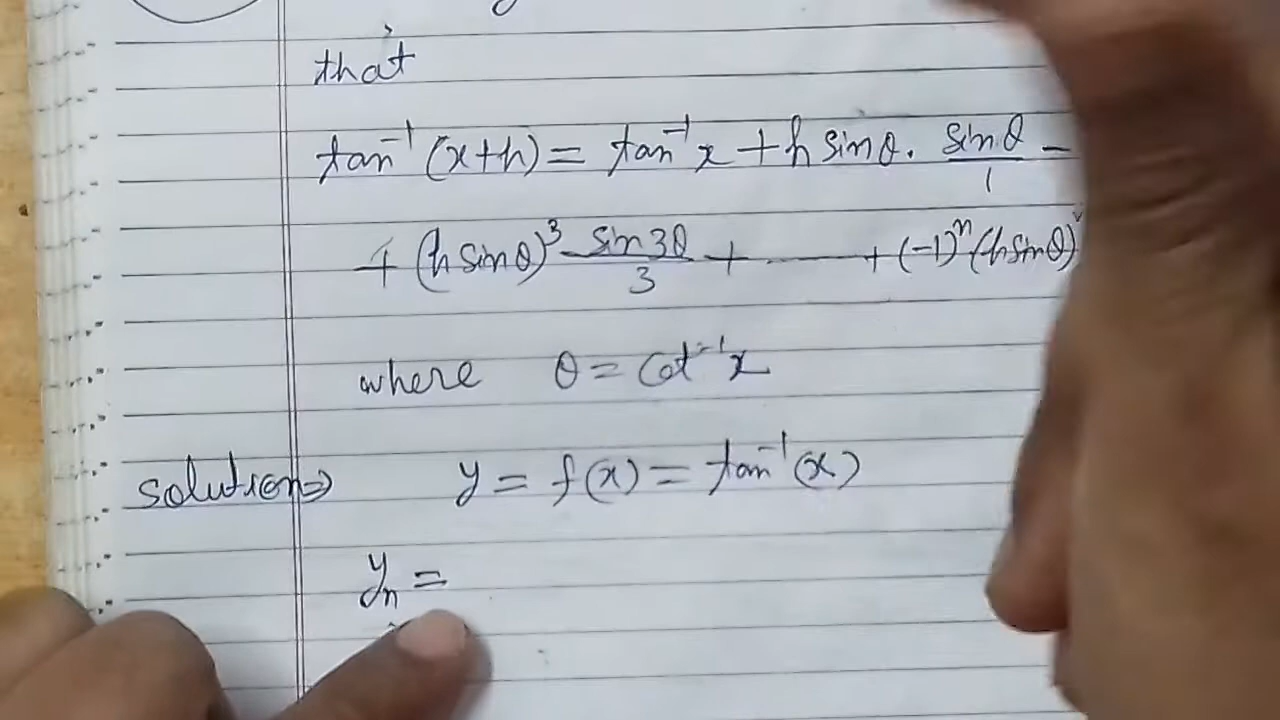 that
tan⁻¹ (x+h) = tan⁻¹x + h sinθ. sinθ/1 −
+ (h sinθ)³ sin3θ/3 + ------ + (-1)ⁿ (h sinθ)
where θ = Cot⁻¹x
solution⇒ y = f(x) = tan⁻¹(x)
yₙ =